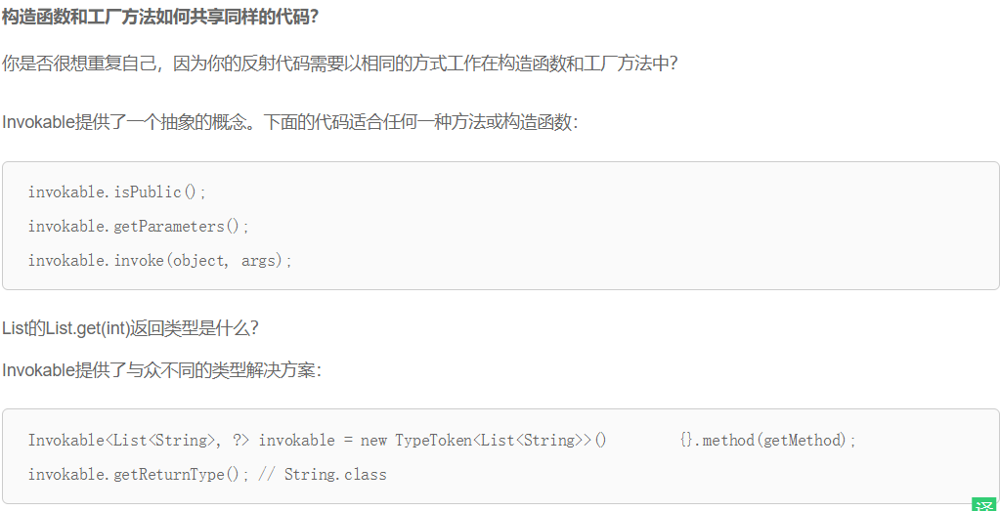 构造函数和工厂方法如何共享同样的代码?
你是否很想重复自己，因为你的反射代码需要以相同的方式工作在构造函数和工厂方法中?
Invokable提供了一个抽象的概念。下面的代码适合任何一种方法或构造函数：
invokable.isPublic();
invokable.getParameters();
invokable.invoke(object, args);
List的List.get(int)返回类型是什么?
Invokable提供了与众不同的类型解决方案：
Invokable<List<String>, ?> invokable = new TypeToken<List<String>>()        {}.method(getMethod);
invokable.getReturnType(); // String.class
译